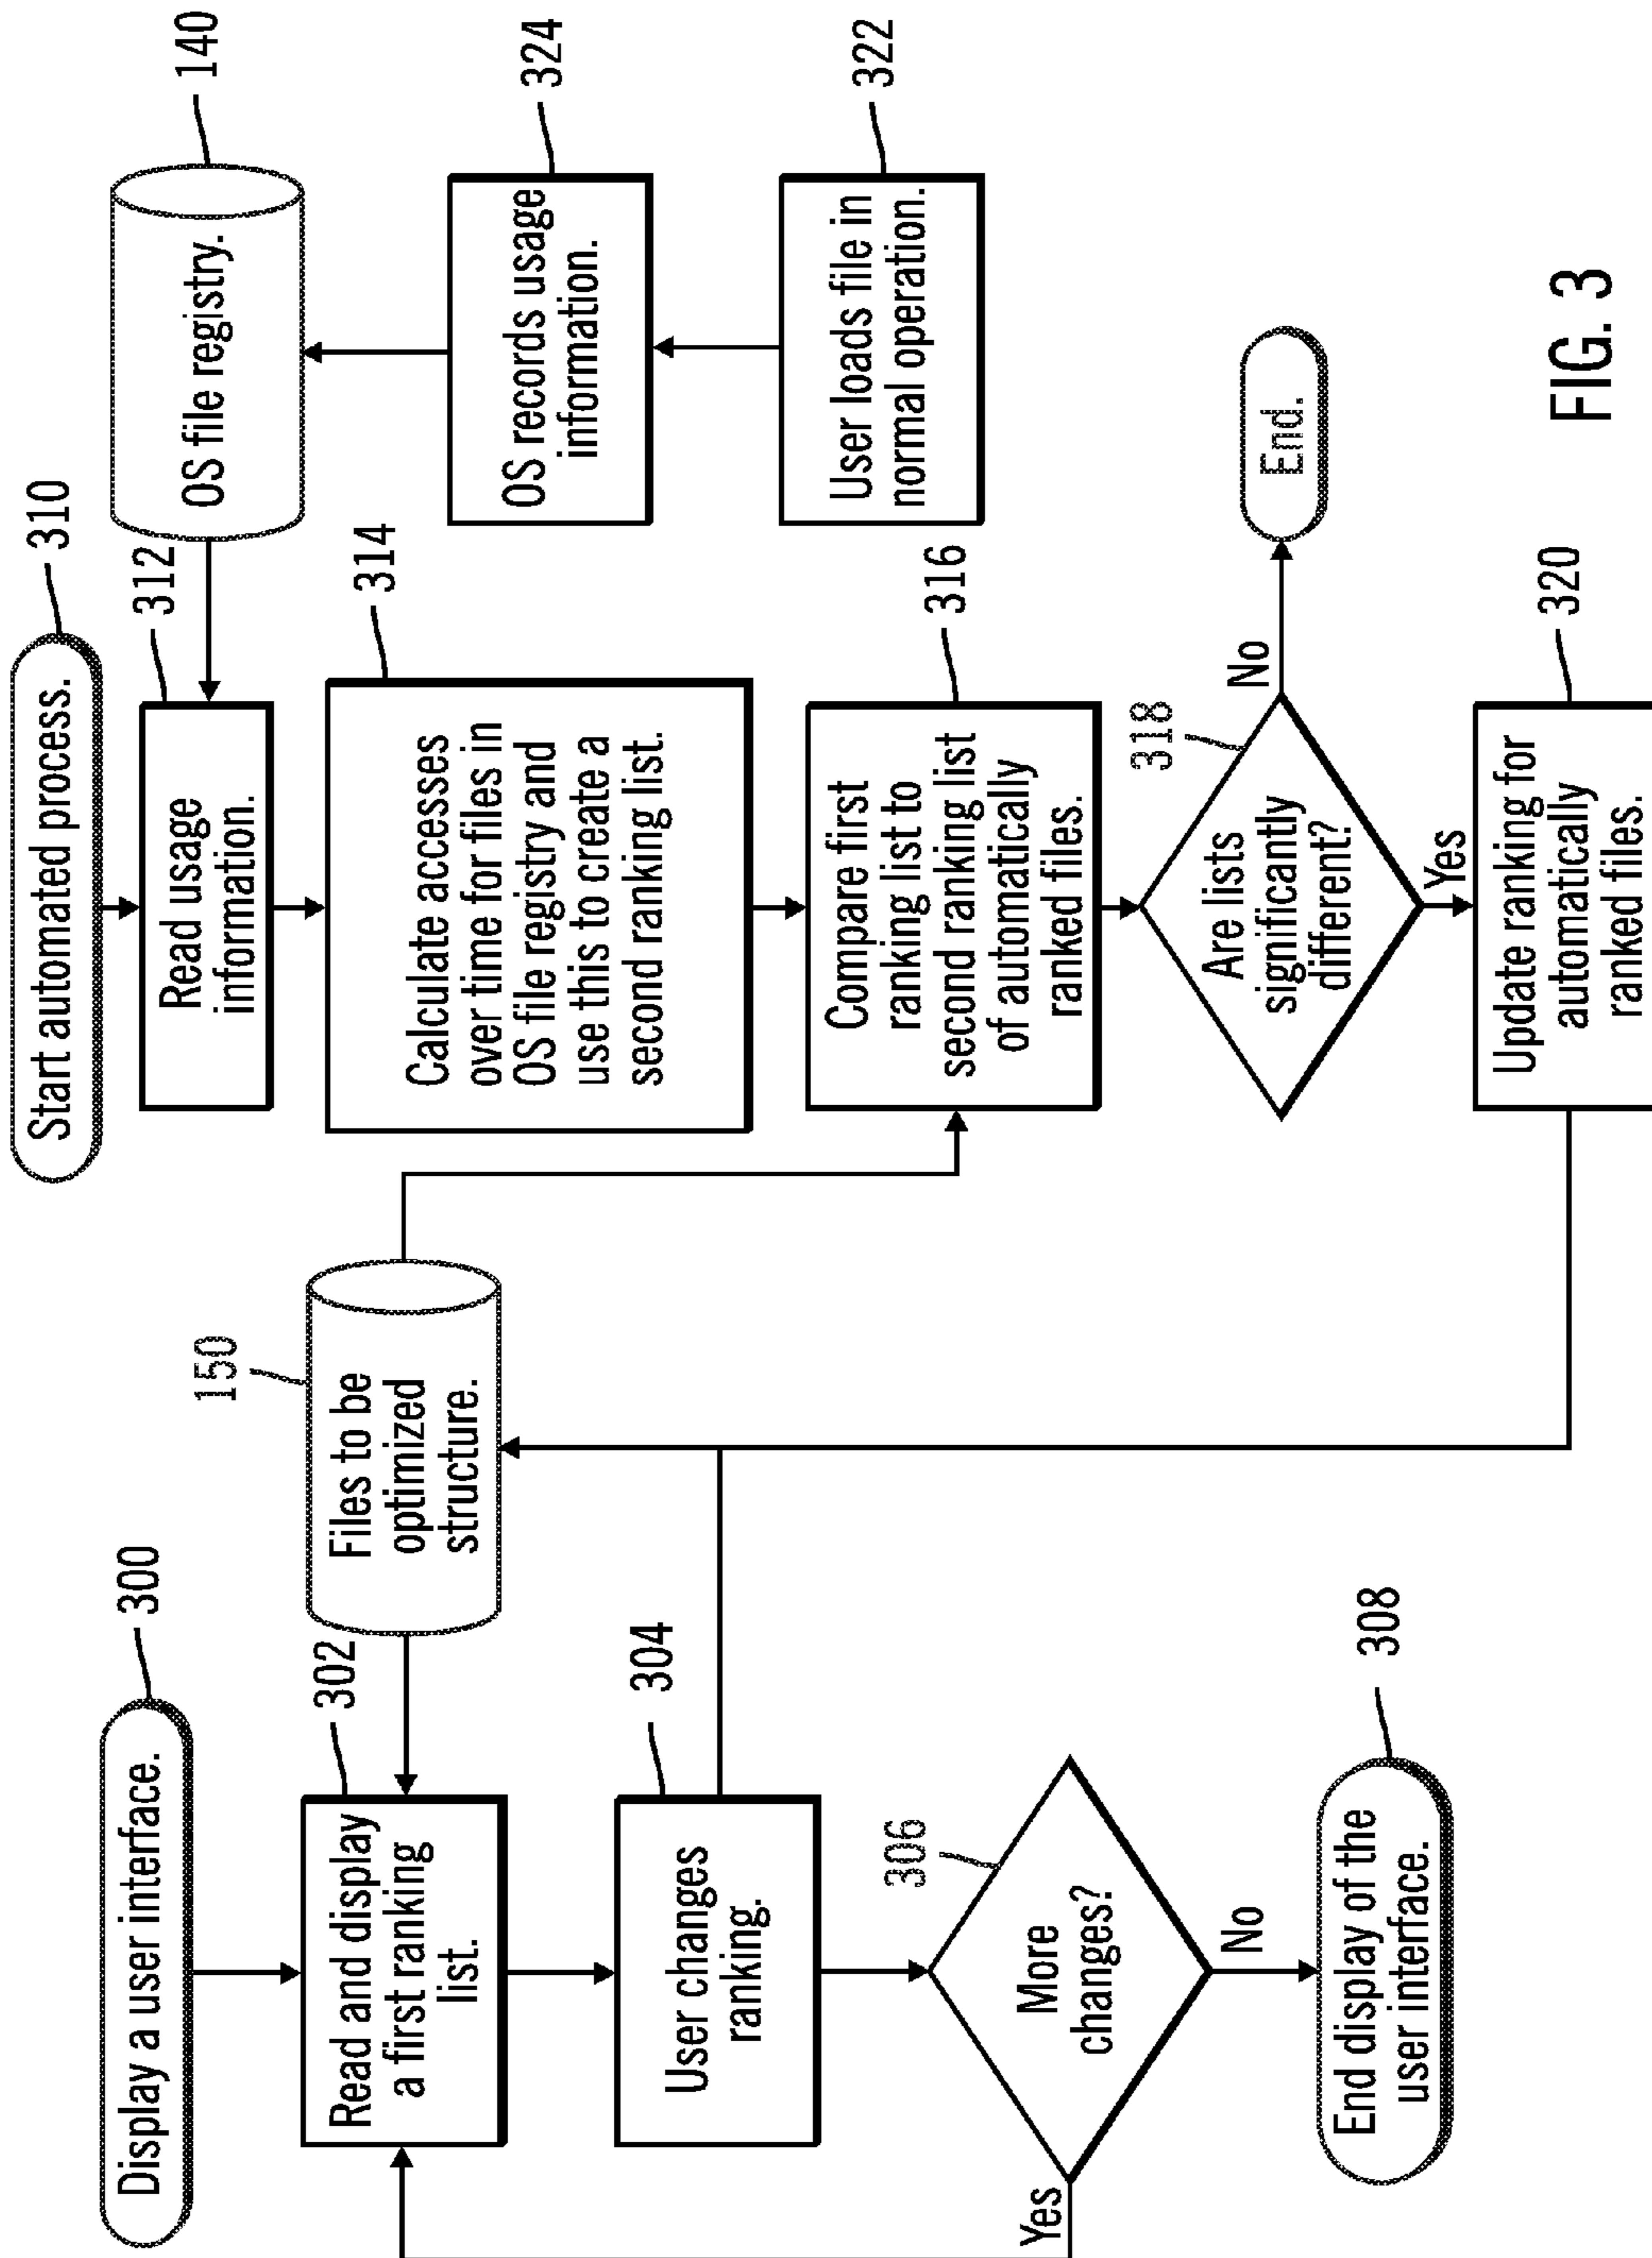 Display a user interface.
300
Read and display
a first ranking
list.
302
User changes
ranking.
304
More
changes?
306
Yes
No
End display of the
user interface.
308
Files to be
optimized
structure.
150
Start automated process.
310
Read usage
information.
312
Calculate accesses
over time for files in
OS file registry and
use this to create a
second ranking list.
314
Compare first
ranking list to
second ranking list
of automatically
ranked files.
316
Are lists
significantly
different?
318
No
End.
Yes
Update ranking for
automatically
ranked files.
320
OS file registry.
140
OS records usage
information.
324
User loads file in
normal operation.
322
FIG. 3